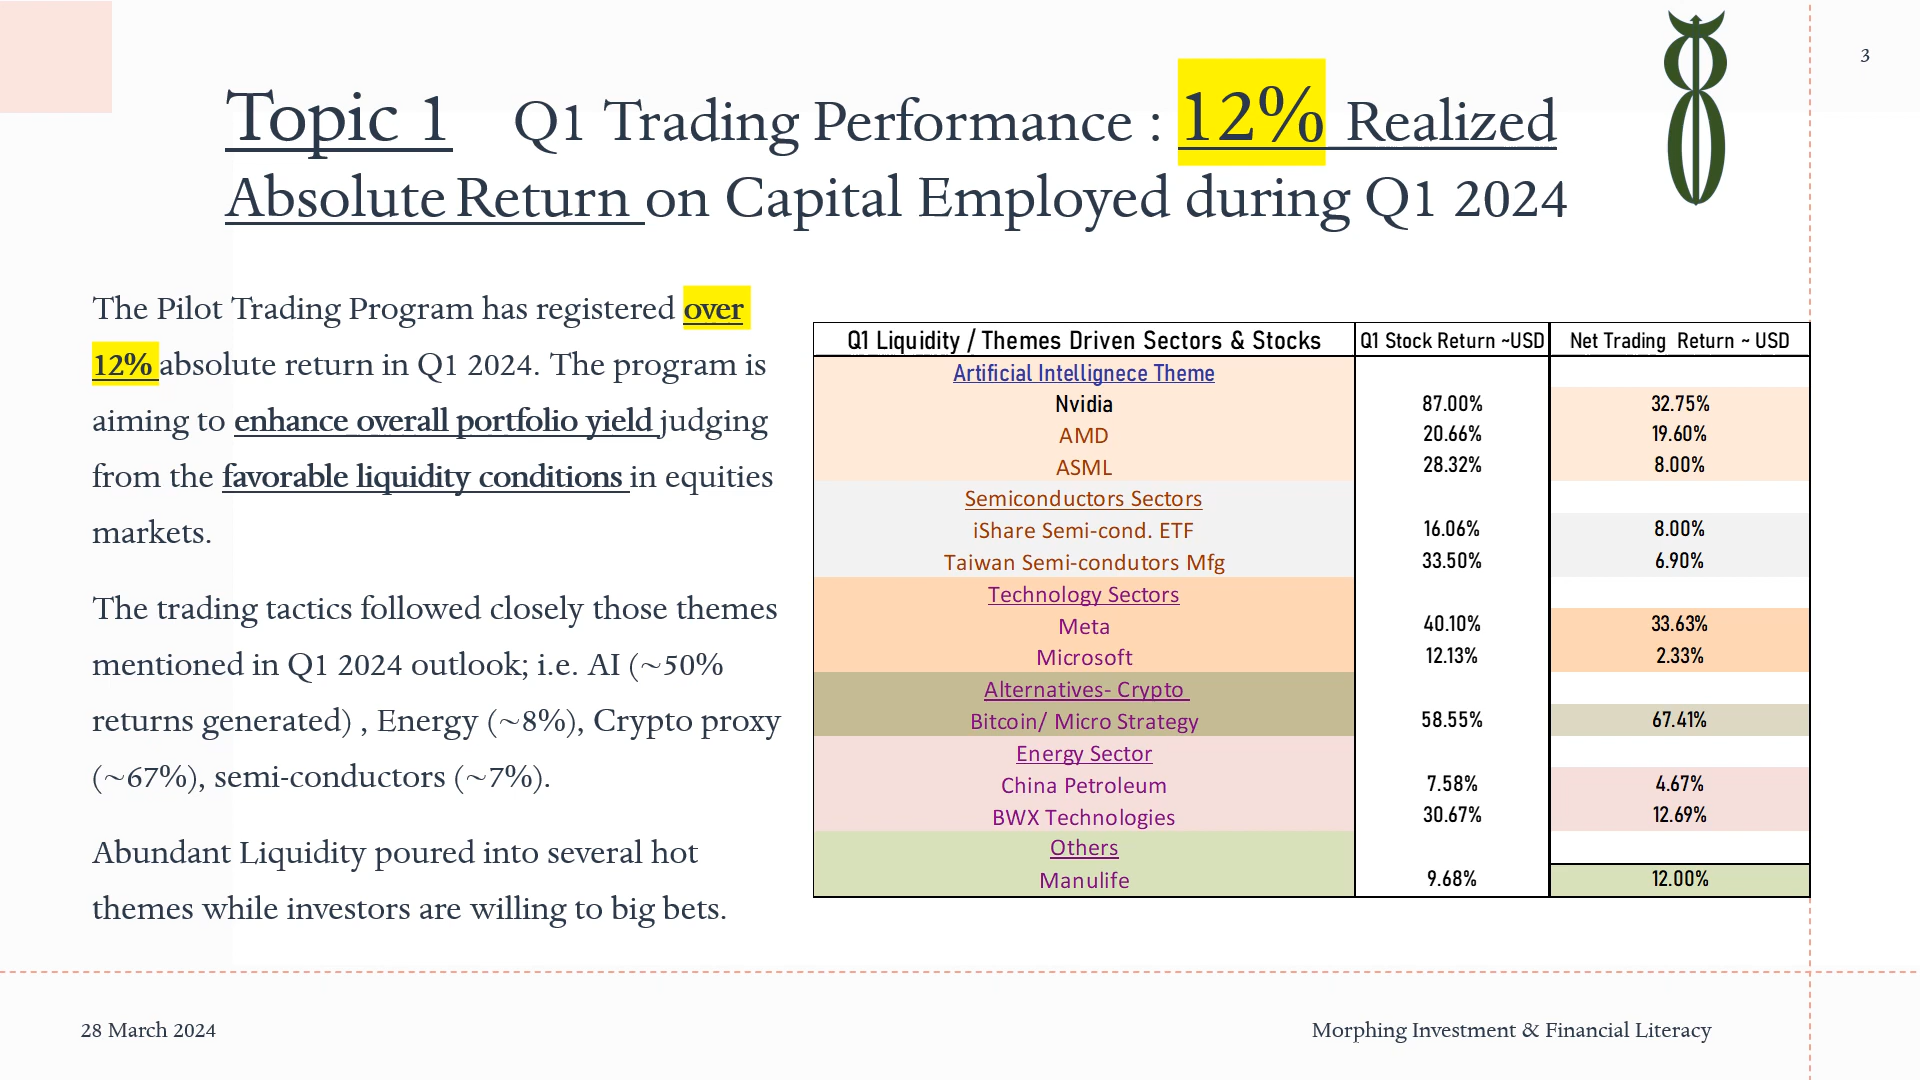 3
Topic 1 Q1 Trading Performance : 12% Realized
Absolute Return on Capital Employed during Q1 2024
The Pilot Trading Program has registered over
12% absolute return in Q1 2024. The program is
aiming to enhance overall portfolio yield judging
from the favorable liquidity conditions in equities
markets.
The trading tactics followed closely those themes
mentioned in Q1 2024 outlook; i.e. AI (~50%
returns generated) , Energy (~8%), Crypto proxy
(~67%), semi-conductors (~7%).
Abundant Liquidity poured into several hot
themes while investors are willing to big bets.
Q1 Liquidity / Themes Driven Sectors & Stocks Q1 Stock Return ~USD Net Trading Return ~ USD
Artificial Intellignece Theme
Nvidia 87.00% 32.75%
AMD 20.66% 19.60%
ASML 28.32% 8.00%
Semiconductors Sectors
iShare Semi-cond. ETF 16.06% 8.00%
Taiwan Semi-condutors Mfg 33.50% 6.90%
Technology Sectors
Meta 40.10% 33.63%
Microsoft 12.13% 2.33%
Alternatives- Crypto
Bitcoin/ Micro Strategy 58.55% 67.41%
Energy Sector
China Petroleum 7.58% 4.67%
BWX Technologies 30.67% 12.69%
Others
Manulife 9.68% 12.00%
28 March 2024
Morphing Investment & Financial Literacy